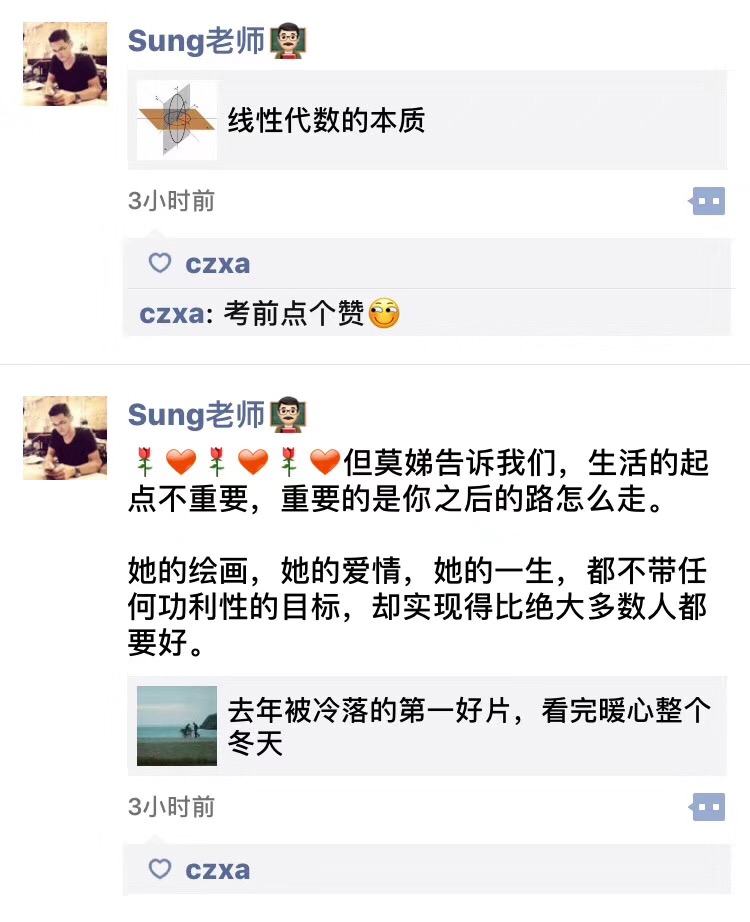 Sung老师👨🏻‍🏫
线性代数的本质
3小时前
czxa
czxa: 考前点个赞
Sung老师👨🏻‍🏫
🌹❤️🌹❤️🌹❤️但莫娣告诉我们，生活的起
点不重要，重要的是你之后的路怎么走。
她的绘画，她的爱情，她的一生，都不带任
何功利性的目标，却实现得比绝大多数人都
要好。
去年被冷落的第一好片，看完暖心整个
冬天
3小时前
czxa